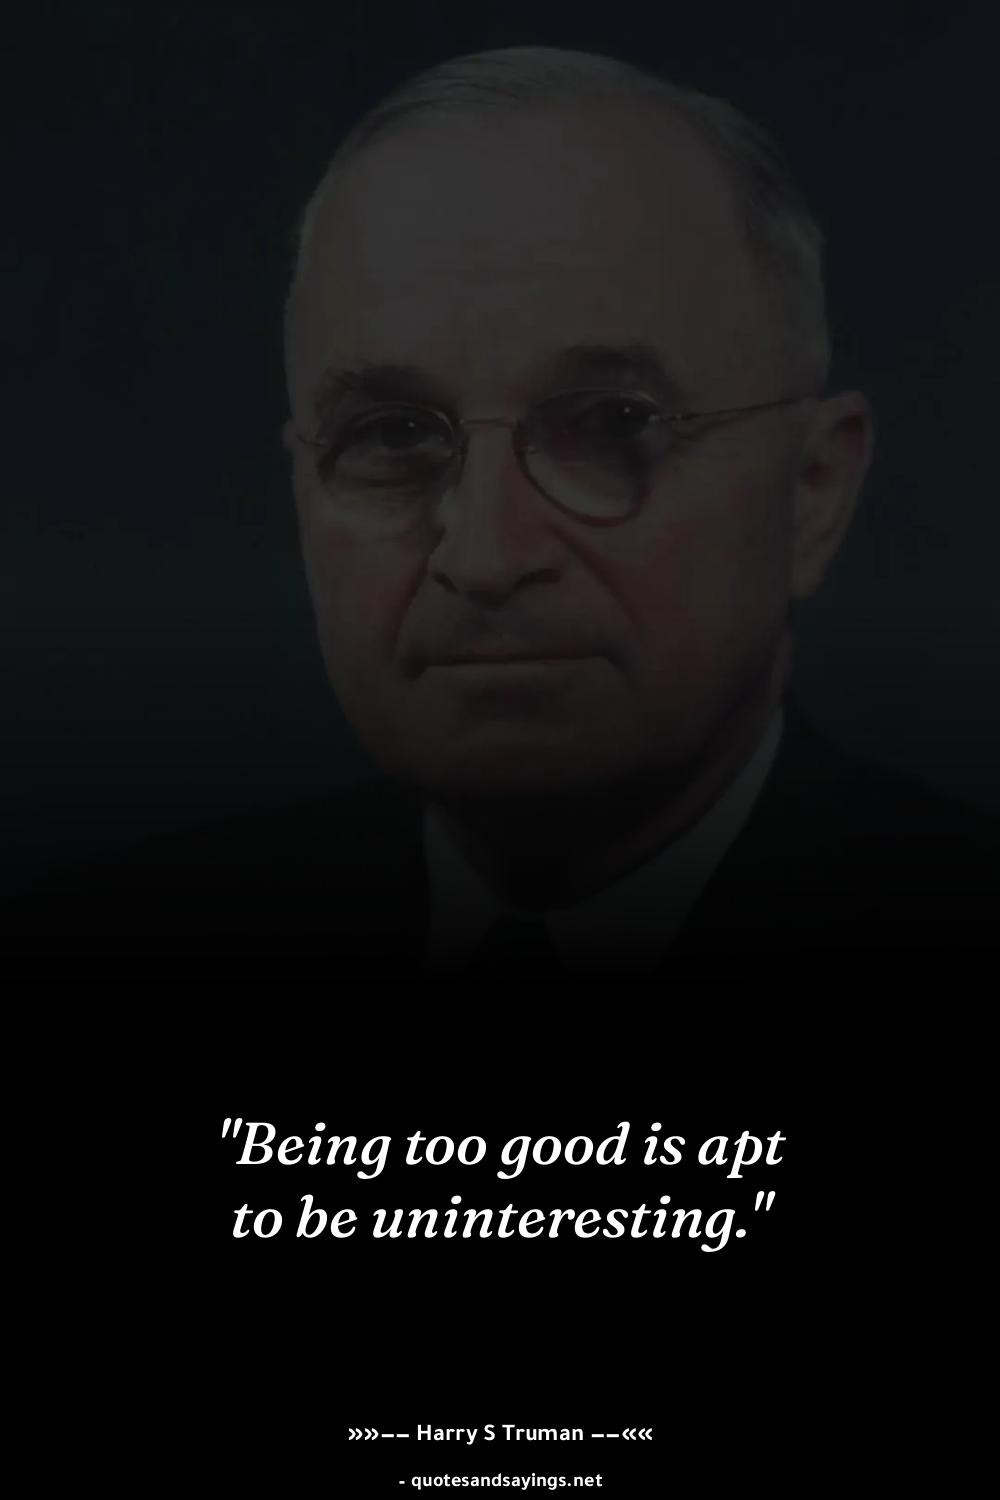 "Being too good is apt
to be uninteresting."
»»–– Harry S Truman ––««
- quotesandsayings.net